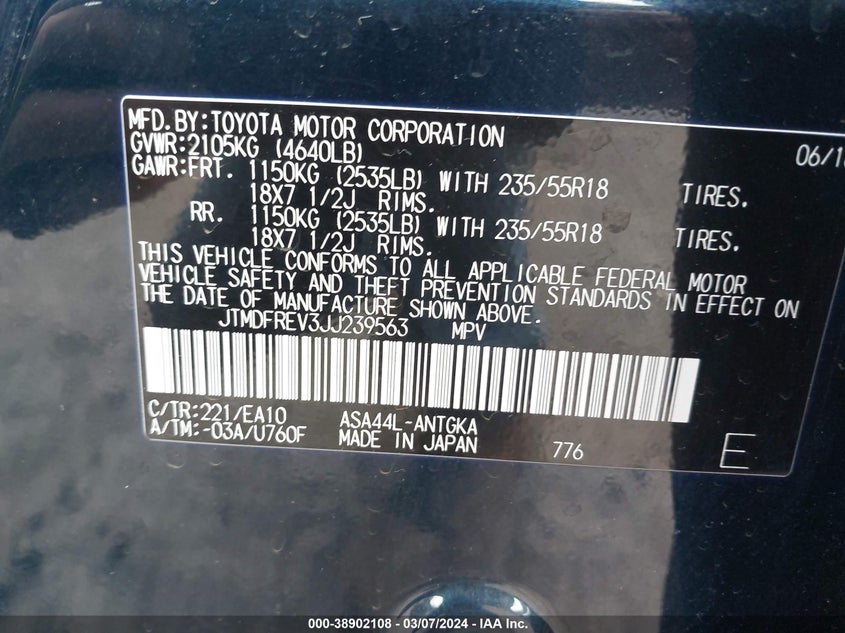 MFD.BY:TOYOTA MOTOR CORPORATION
GVWR:2105KG (4640LB)
GAWR:FRT. 1150KG (2535LB) WITH 235/55R18 TIRES.
18X7 1/2J RIMS.
RR. 1150KG (2535LB) WITH 235/55R18 TIRES.
18X7 1/2J RIMS.
THIS VEHICLE CONFORMS TO ALL APPLICABLE FEDERAL MOTOR
VEHICLE SAFETY AND THEFT PREVENTION STANDARDS IN EFFECT ON
THE DATE OF MANUFACTURE SHOWN ABOVE.
JTMDFREV3JJ239563 MPV
C/TR:221/EA10 ASA44L-ANTGKA
A/TM:-03A/U760F MADE IN JAPAN 776 E
000-38902108 - 03/07/2024 - IAA Inc.